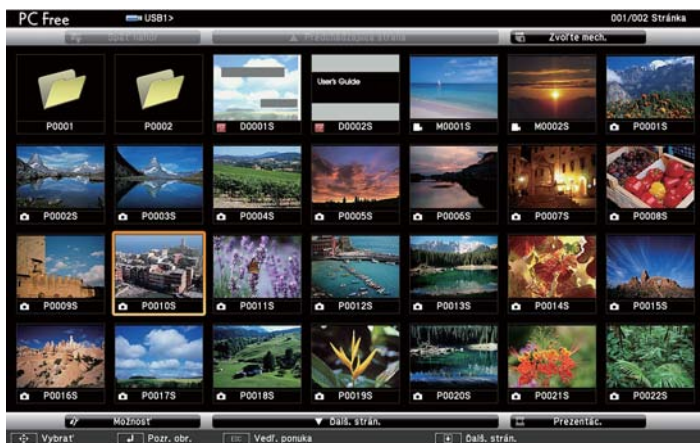 PC Free USB1> 001/002 Stránka
Späť nahor Predchádzajúca strana Zvoľte mech.
User's Guide
P0001 P0002 D0001S D0002S M0001S M0002S P0001S
P0002S P0003S P0004S P0005S P0006S P0007S P0008S
P0009S P0010S P0011S P0012S P0013S P0014S P0015S
P0016S P0017S P0018S P0019S P0020S P0021S P0022S
Možnosť Dalš. strán. Prezentác.
Vybrať Pozr. obr. Esc Vedľ. ponuka Dalš. strán.